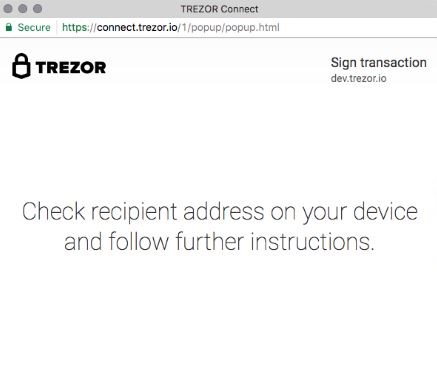 TREZOR Connect
Secure https://connect.trezor.io/1/popup/popup.html
TREZOR Sign transaction
dev.trezor.io
Check recipient address on your device
and follow further instructions.